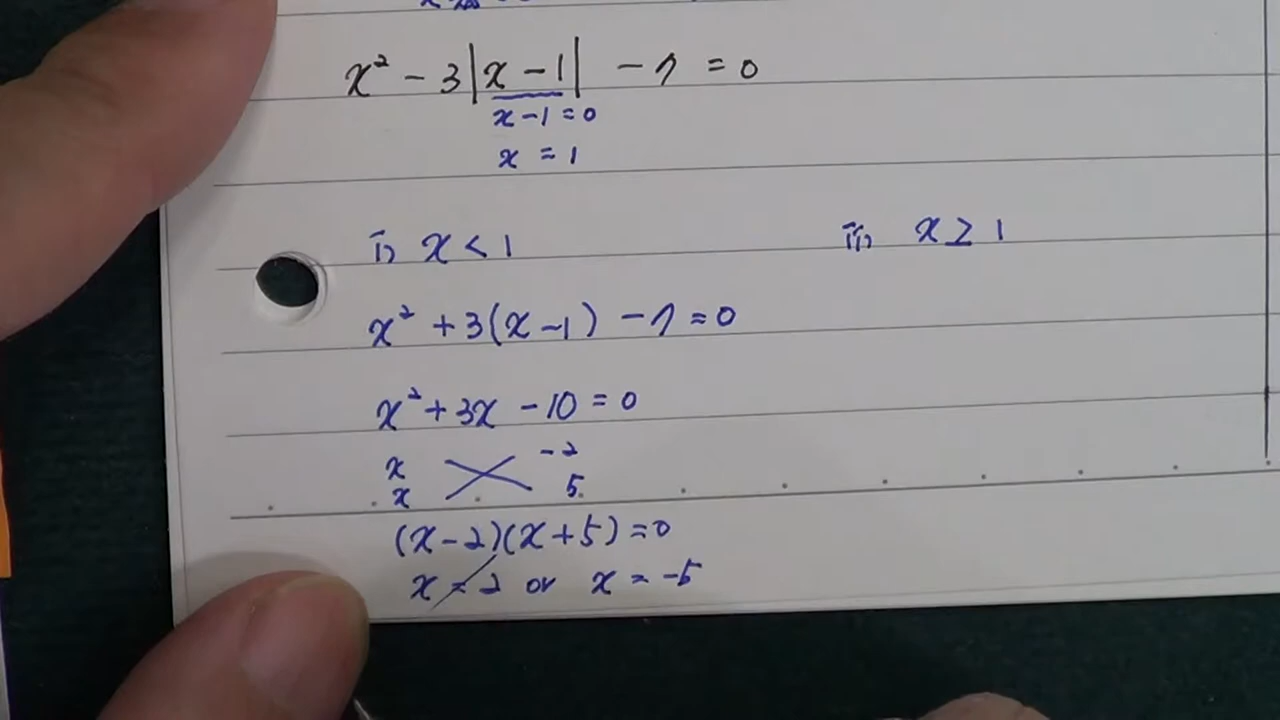 x² - 3|x - 1| - 7 = 0
x - 1 = 0
x = 1
i) x < 1 ii) x ≥ 1
x² + 3(x - 1) - 7 = 0
x² + 3x - 10 = 0
x -2
x 5
(x - 2)(x + 5) = 0
x = 2 or x = -5